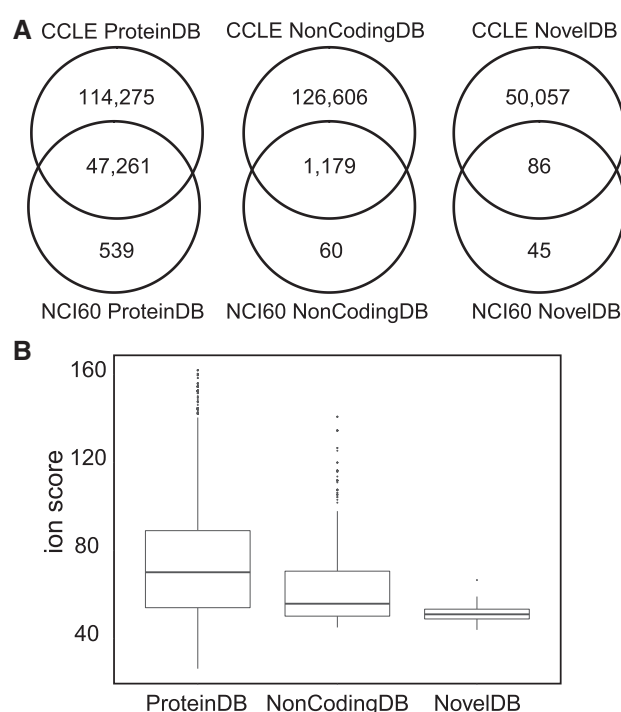 A
CCLE ProteinDB CCLE NonCodingDB CCLE NovelDB
114,275 126,606 50,057
47,261 1,179 86
539 60 45
NCI60 ProteinDB NCI60 NonCodingDB NCI60 NovelDB
B
ion score
160
120
80
40
ProteinDB NonCodingDB NovelDB